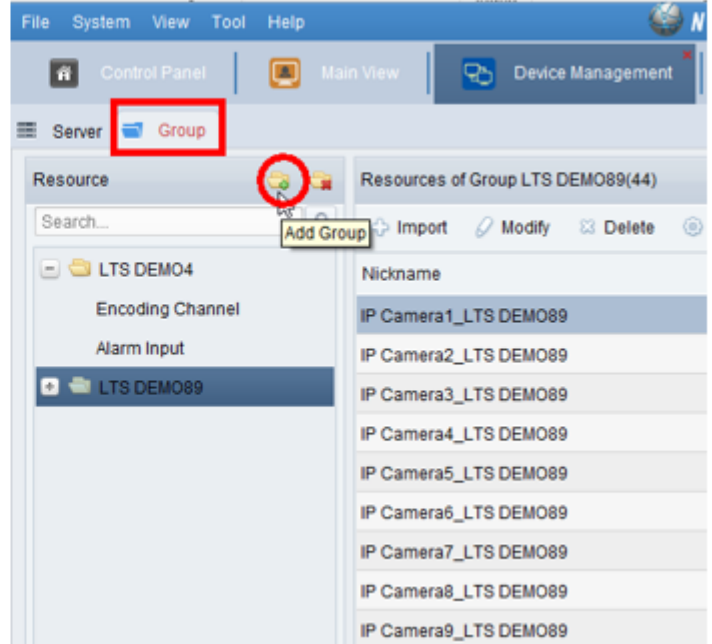 File System View Tool Help N
Control Panel Main View Device Management
Server Group
Resource
Search...
Add Group
LTS DEMO4
Encoding Channel
Alarm Input
LTS DEMO89
Resources of Group LTS DEMO89(44)
Import Modify Delete
Nickname
IP Camera1_LTS DEMO89
IP Camera2_LTS DEMO89
IP Camera3_LTS DEMO89
IP Camera4_LTS DEMO89
IP Camera5_LTS DEMO89
IP Camera6_LTS DEMO89
IP Camera7_LTS DEMO89
IP Camera8_LTS DEMO89
IP Camera9_LTS DEMO89